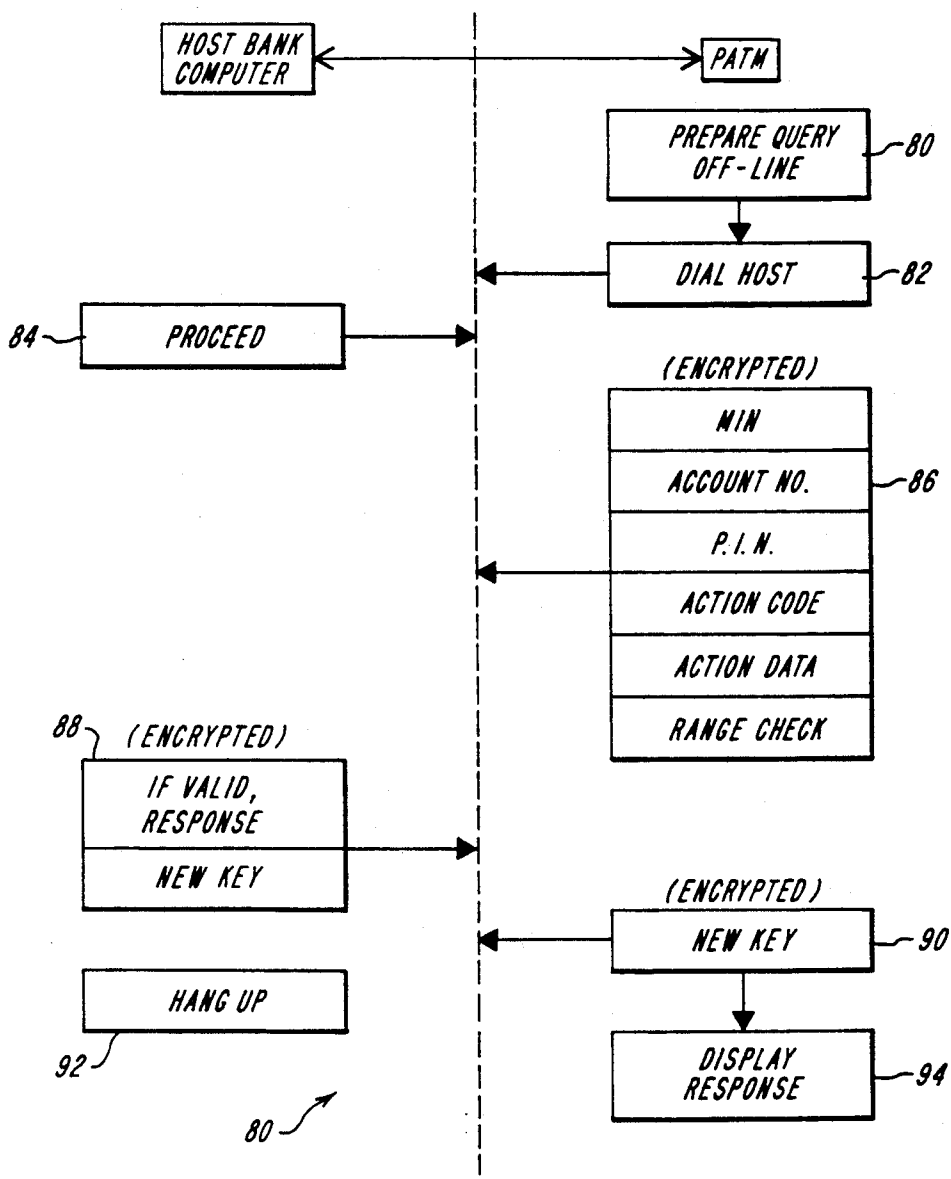 HOST BANK
COMPUTER
PATM
PREPARE QUERY
OFF-LINE
80
DIAL HOST
82
84
PROCEED
(ENCRYPTED)
MIN
ACCOUNT NO.
86
P.I.N.
ACTION CODE
ACTION DATA
RANGE CHECK
88
(ENCRYPTED)
IF VALID,
RESPONSE
NEW KEY
(ENCRYPTED)
NEW KEY
90
HANG UP
92
DISPLAY
RESPONSE
94
80